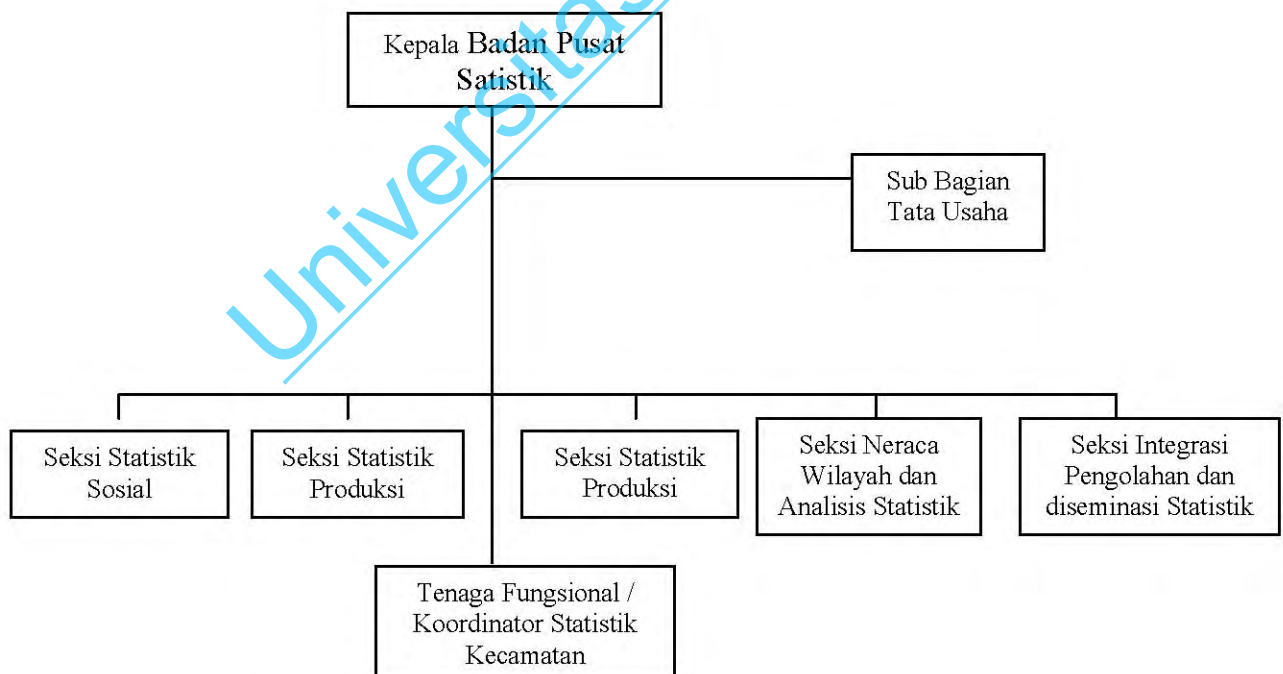 Kepala Badan Pusat
Satistik
Universitas
Sub Bagian
Tata Usaha
Seksi Statistik
Sosial
Seksi Statistik
Produksi
Seksi Statistik
Produksi
Seksi Neraca
Wilayah dan
Analisis Statistik
Seksi Integrasi
Pengolahan dan
diseminasi Statistik
Tenaga Fungsional /
Koordinator Statistik
Kecamatan